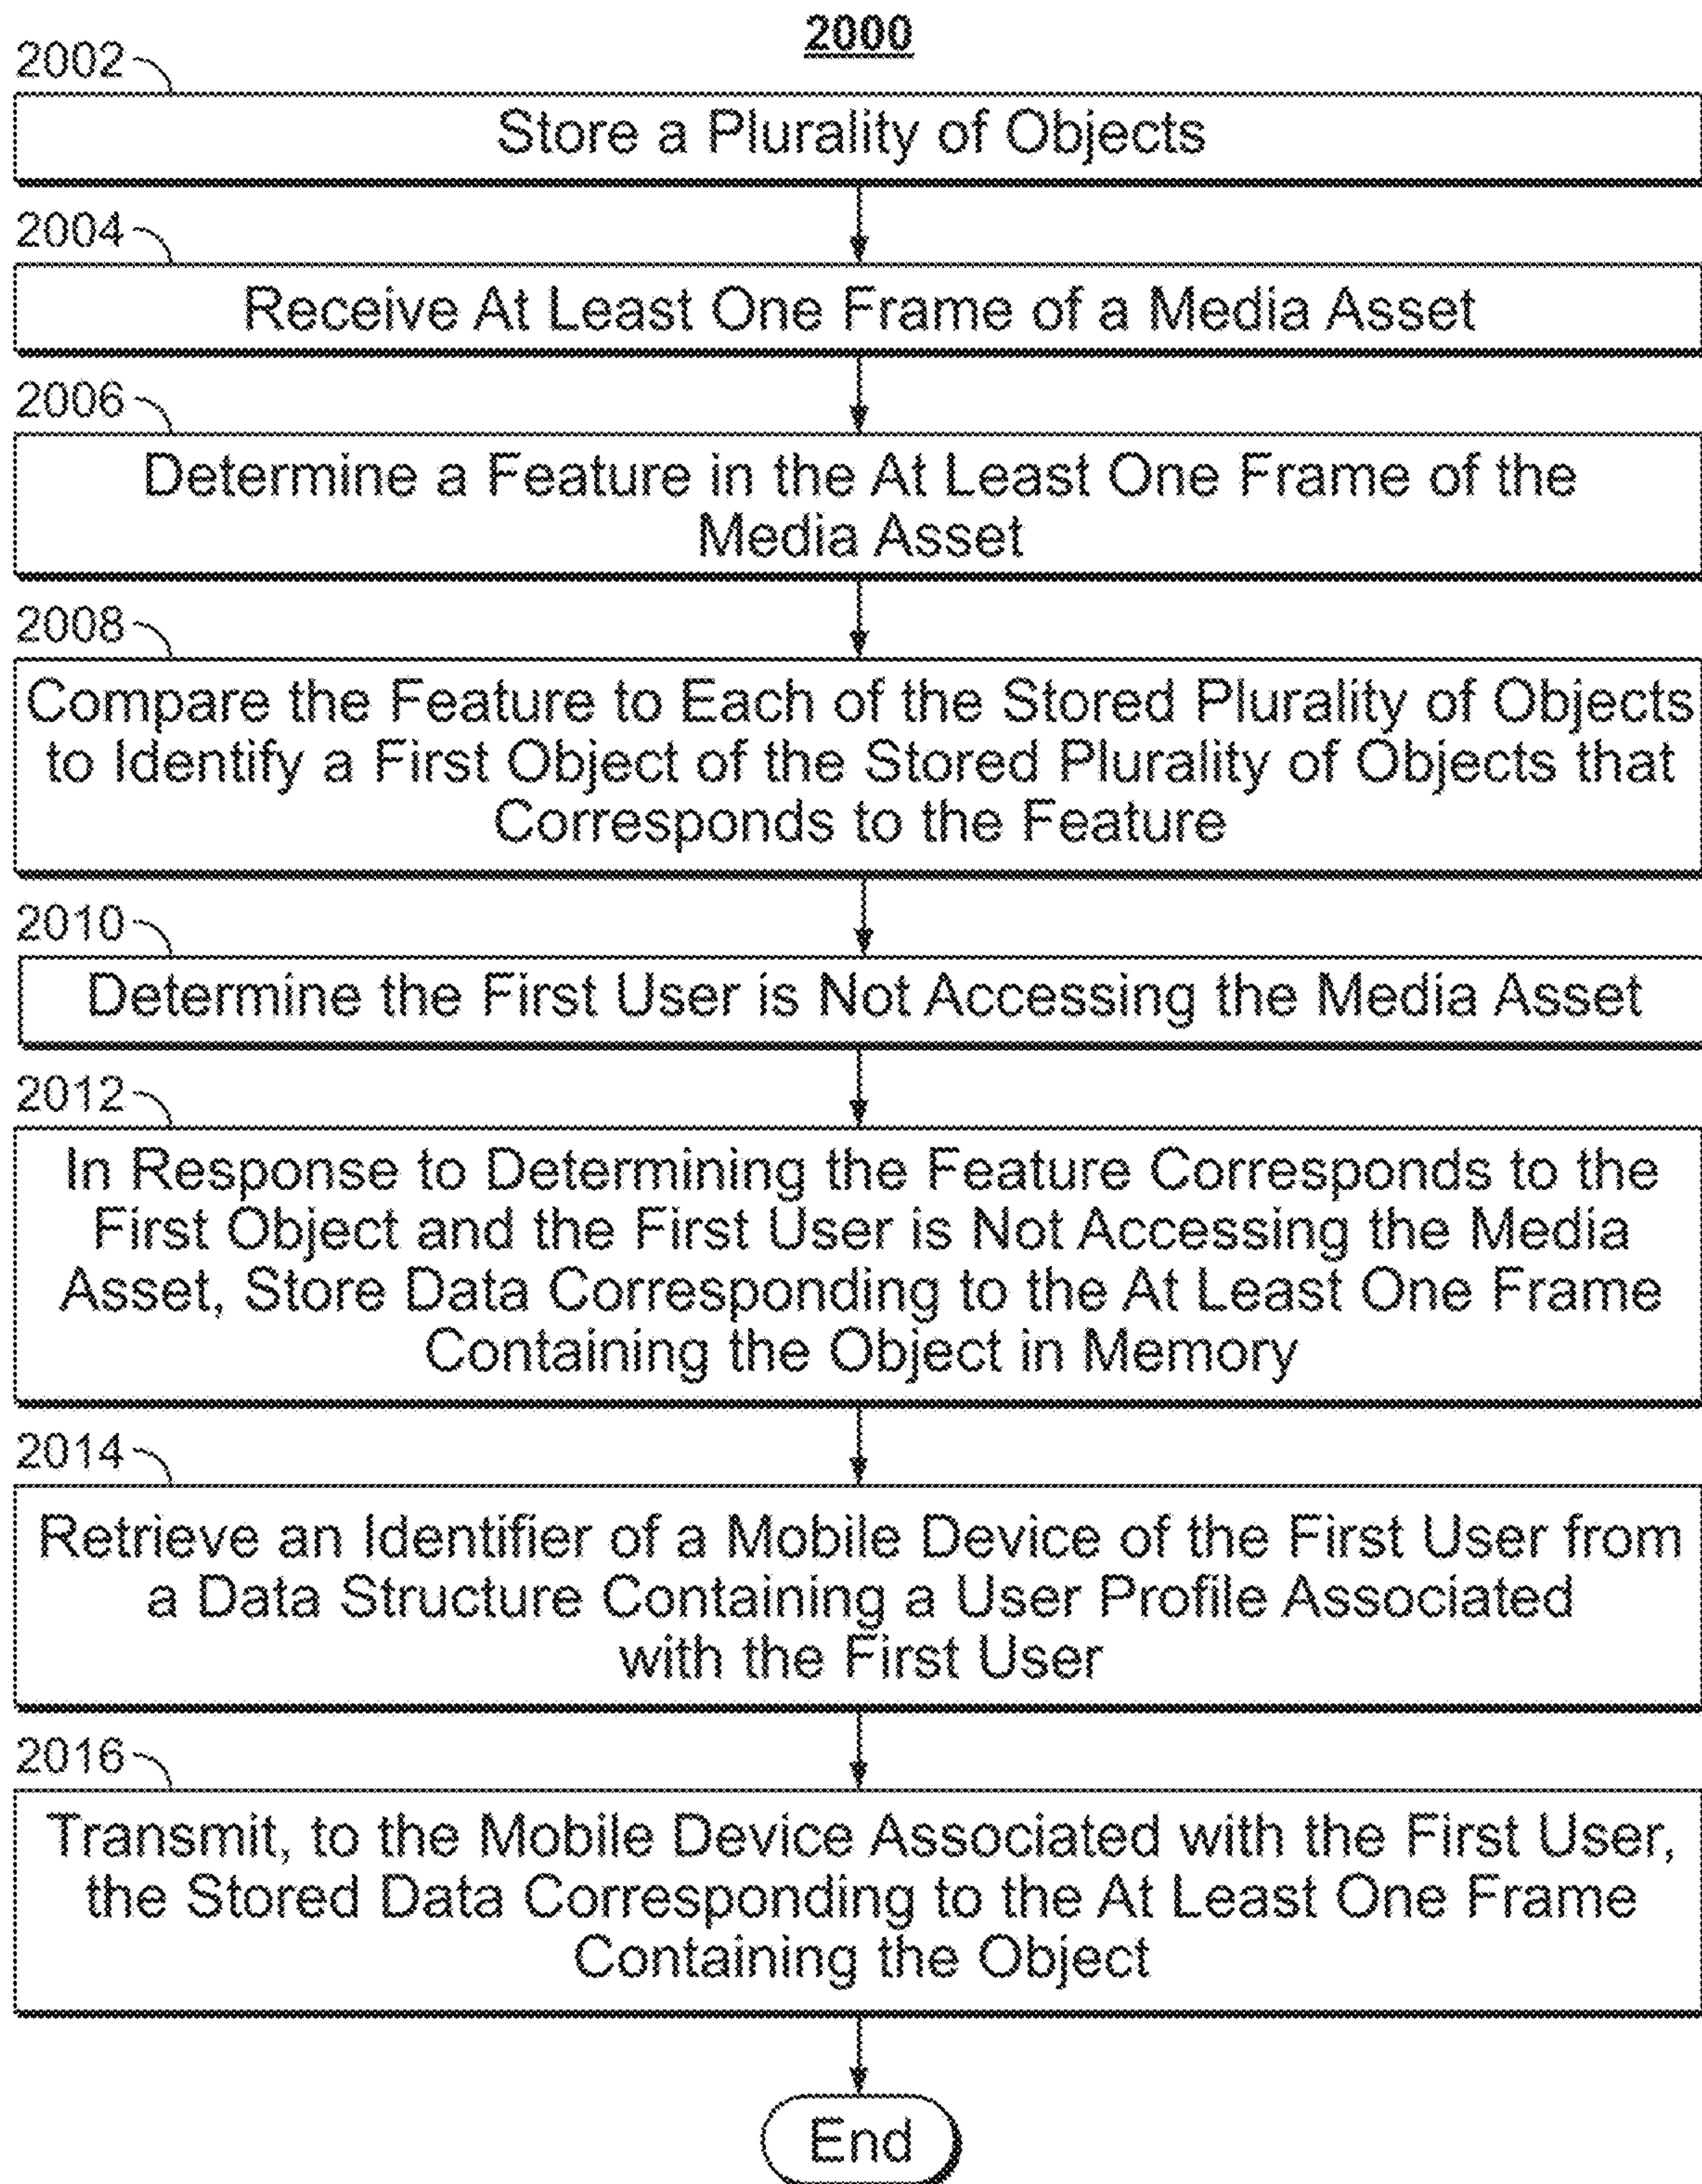 2000
2002
Store a Plurality of Objects
2004
Receive At Least One Frame of a Media Asset
2006
Determine a Feature in the At Least One Frame of the
Media Asset
2008
Compare the Feature to Each of the Stored Plurality of Objects
to Identify a First Object of the Stored Plurality of Objects that
Corresponds to the Feature
2010
Determine the First User is Not Accessing the Media Asset
2012
In Response to Determining the Feature Corresponds to the
First Object and the First User is Not Accessing the Media
Asset, Store Data Corresponding to the At Least One Frame
Containing the Object in Memory
2014
Retrieve an Identifier of a Mobile Device of the First User from
a Data Structure Containing a User Profile Associated
with the First User
2016
Transmit, to the Mobile Device Associated with the First User,
the Stored Data Corresponding to the At Least One Frame
Containing the Object
End